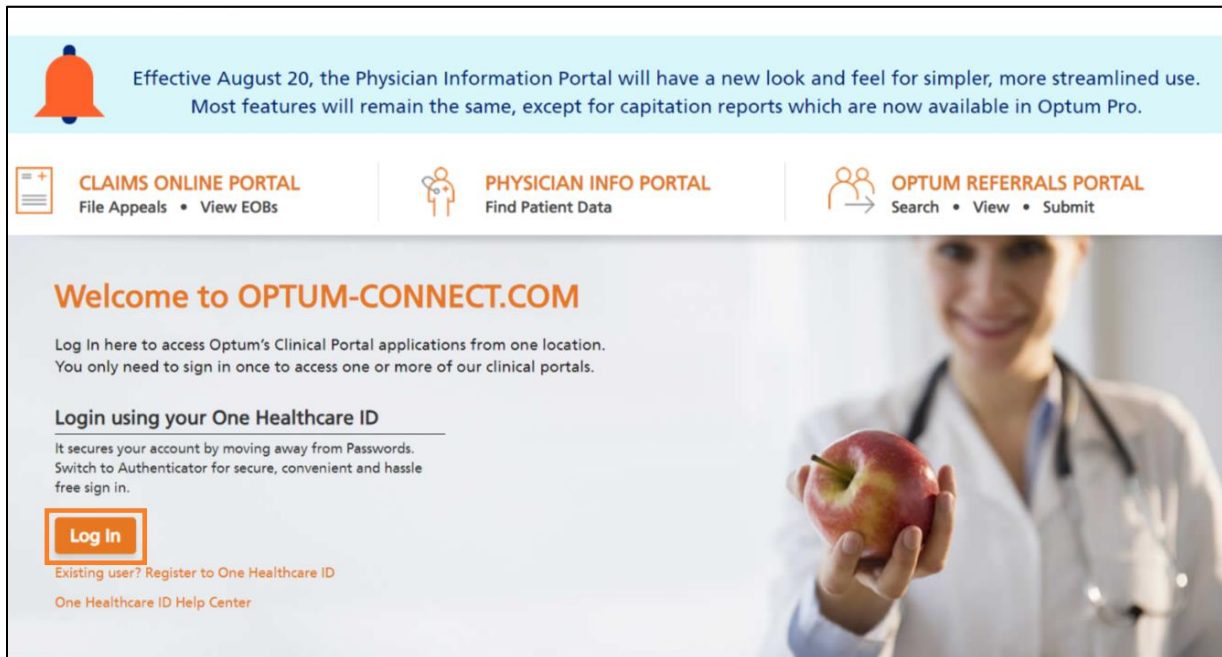 Effective August 20, the Physician Information Portal will have a new look and feel for simpler, more streamlined use.
Most features will remain the same, except for capitation reports which are now available in Optum Pro.
CLAIMS ONLINE PORTAL
File Appeals • View EOBs
PHYSICIAN INFO PORTAL
Find Patient Data
OPTUM REFERRALS PORTAL
Search • View • Submit
Welcome to OPTUM-CONNECT.COM
Log In here to access Optum's Clinical Portal applications from one location.
You only need to sign in once to access one or more of our clinical portals.
Login using your One Healthcare ID
It secures your account by moving away from Passwords.
Switch to Authenticator for secure, convenient and hassle
free sign in.
Log In
Existing user? Register to One Healthcare ID
One Healthcare ID Help Center